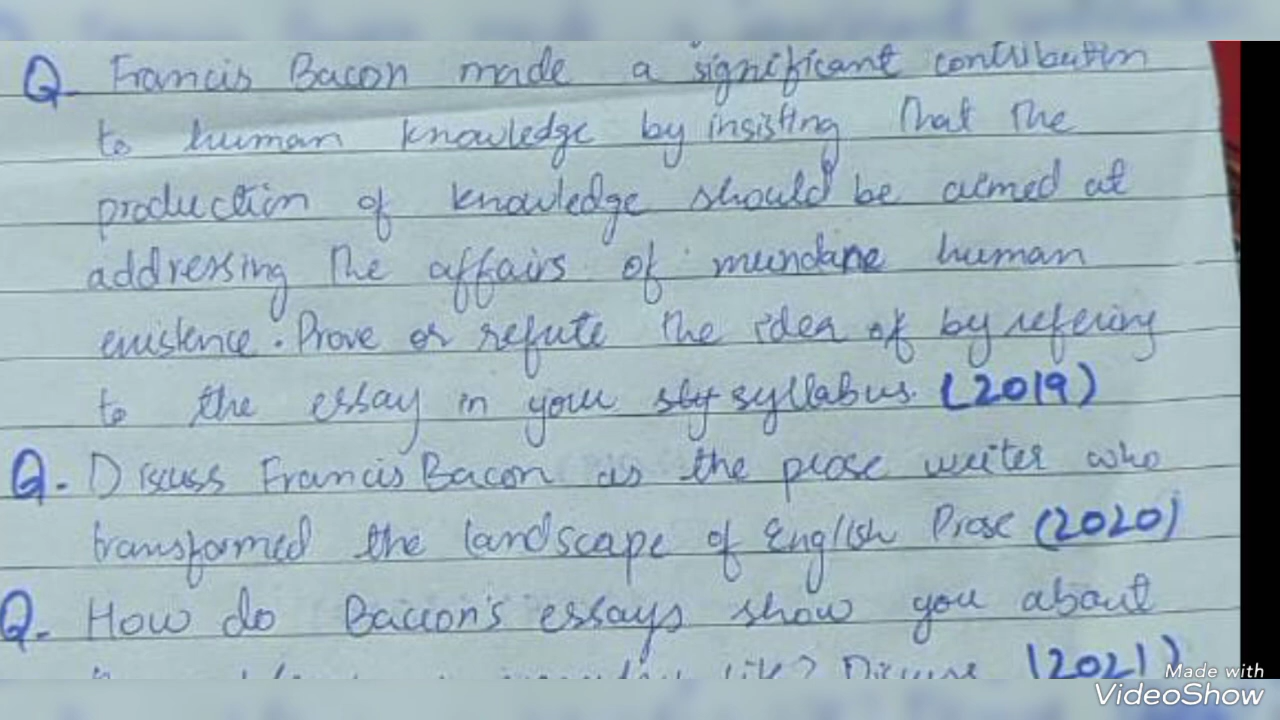 Q. Francis Bacon made a significant contribution
to human knowledge by insisting that the
production of knowledge should be aimed at
addressing the affairs of mundane human
existence. Prove or refute the idea of by refering
to the essay in your sty syllabus. (2019)
Q. Discuss Francis Bacon as the prose writer who
transformed the landscape of English Prose (2020)
Q. How do Bacon's essays show you about
Discuss (2021)
Made with
VideoShow